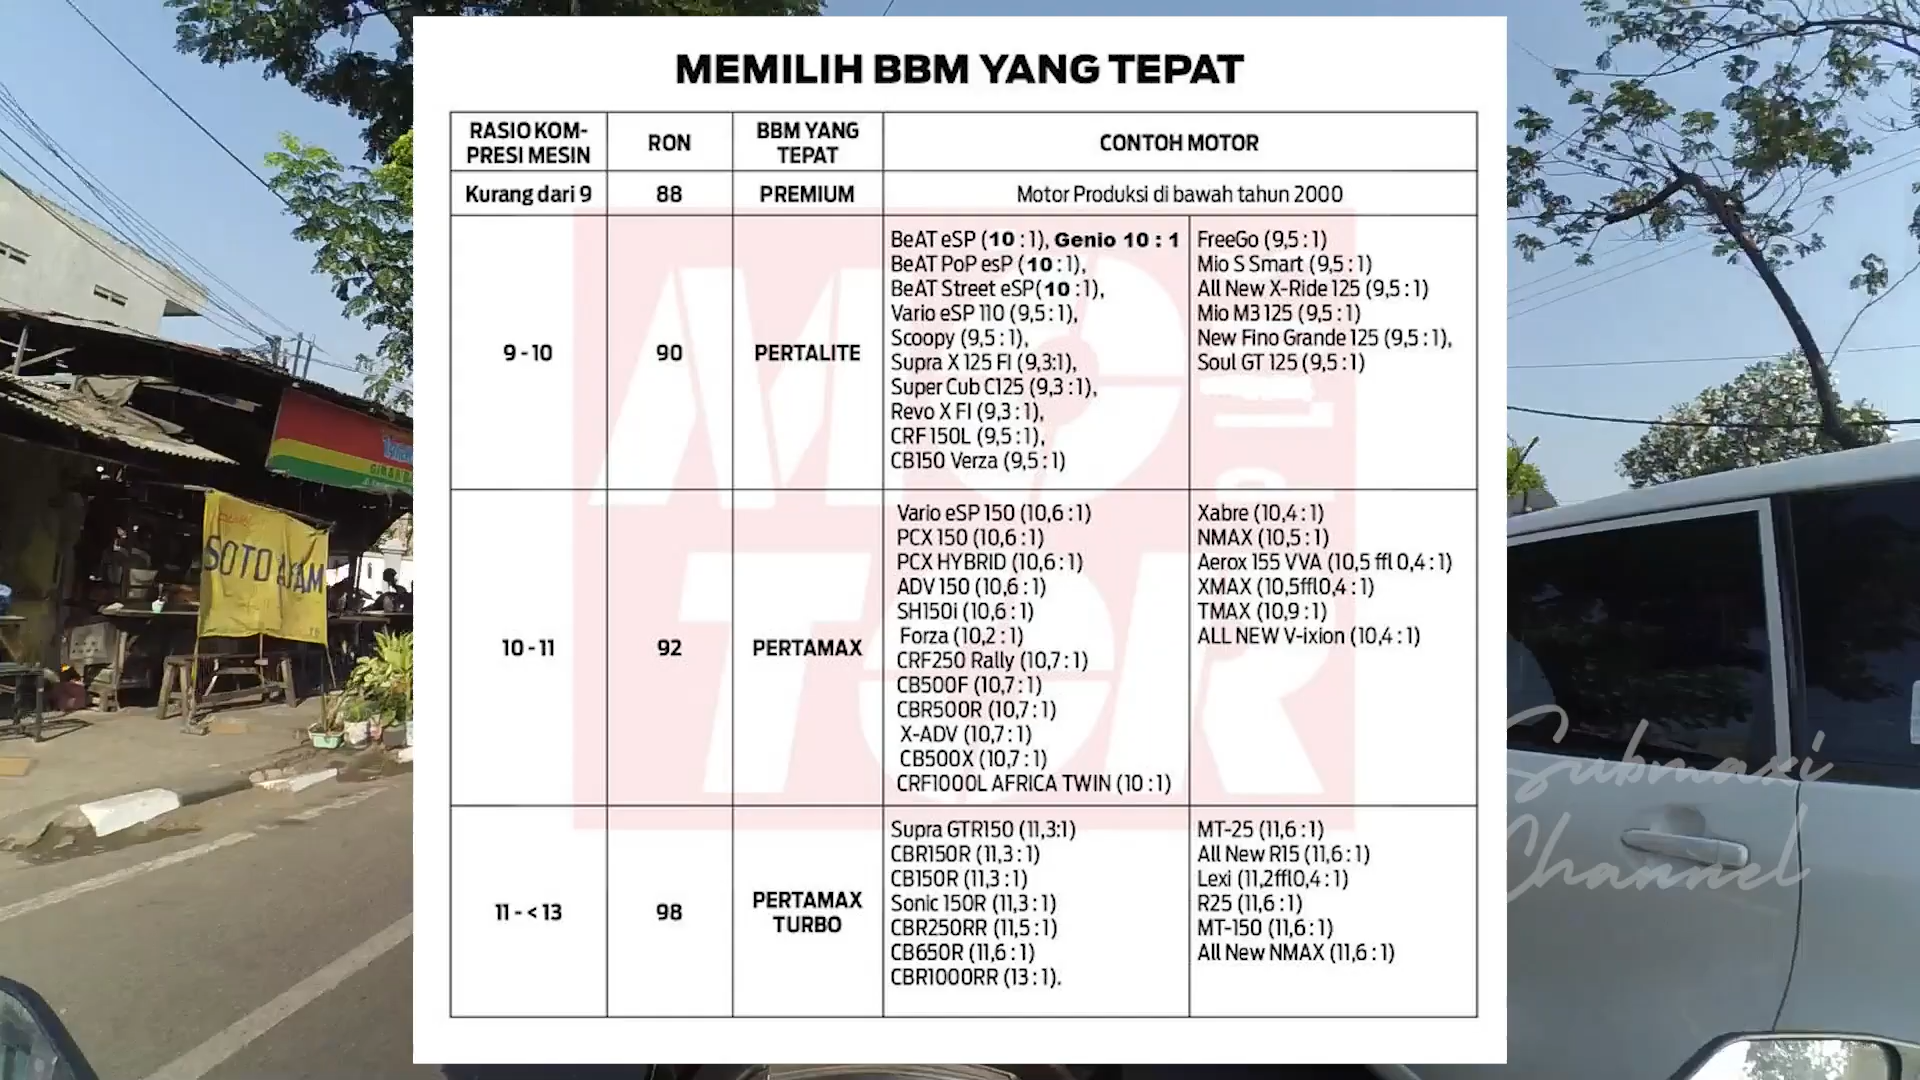 MEMILIH BBM YANG TEPAT
RASIO KOM-
PRESI MESIN
RON
BBM YANG
TEPAT
CONTOH MOTOR
Kurang dari 9
88
PREMIUM
Motor Produksi di bawah tahun 2000
9 - 10
90
PERTALITE
BeAT eSP (10 : 1), Genio 10 : 1
BeAT PoP esP (10 : 1),
BeAT Street eSP(10 : 1),
Vario eSP 110 (9,5 : 1),
Scoopy (9,5 : 1),
Supra X 125 FI (9,3:1),
Super Cub C125 (9,3 : 1),
Revo X FI (9,3 : 1),
CRF150L (9,5 : 1),
CB150 Verza (9,5 : 1)
FreeGo (9,5 : 1)
Mio S Smart (9,5 : 1)
All New X-Ride 125 (9,5 : 1)
Mio M3 125 (9,5 : 1)
New Fino Grande 125 (9,5 : 1),
Soul GT 125 (9,5 : 1)
10 - 11
92
PERTAMAX
Vario eSP 150 (10,6 : 1)
PCX 150 (10,6 : 1)
PCX HYBRID (10,6 : 1)
ADV 150 (10,6 : 1)
SH150i (10,6 : 1)
Forza (10,2 : 1)
CRF250 Rally (10,7 : 1)
CB500F (10,7 : 1)
CBR500R (10,7 : 1)
X-ADV (10,7 : 1)
CB500X (10,7 : 1)
CRF1000L AFRICA TWIN (10 : 1)
Xabre (10,4 : 1)
NMAX (10,5 : 1)
Aerox 155 VVA (10,5 ffl 0,4 : 1)
XMAX (10,5ffl0,4 : 1)
TMAX (10,9 : 1)
ALL NEW V-ixion (10,4 : 1)
11 - < 13
98
PERTAMAX
TURBO
Supra GTR150 (11,3:1)
CBR150R (11,3 : 1)
CB150R (11,3 : 1)
Sonic 150R (11,3 : 1)
CBR250RR (11,5 : 1)
CB650R (11,6 : 1)
CBR1000RR (13 : 1).
MT-25 (11,6 : 1)
All New R15 (11,6 : 1)
Lexi (11,2ffl0,4 : 1)
R25 (11,6 : 1)
MT-150 (11,6 : 1)
All New NMAX (11,6 : 1)
MOTOR
SOTO AYAM
Submaxi
Channel